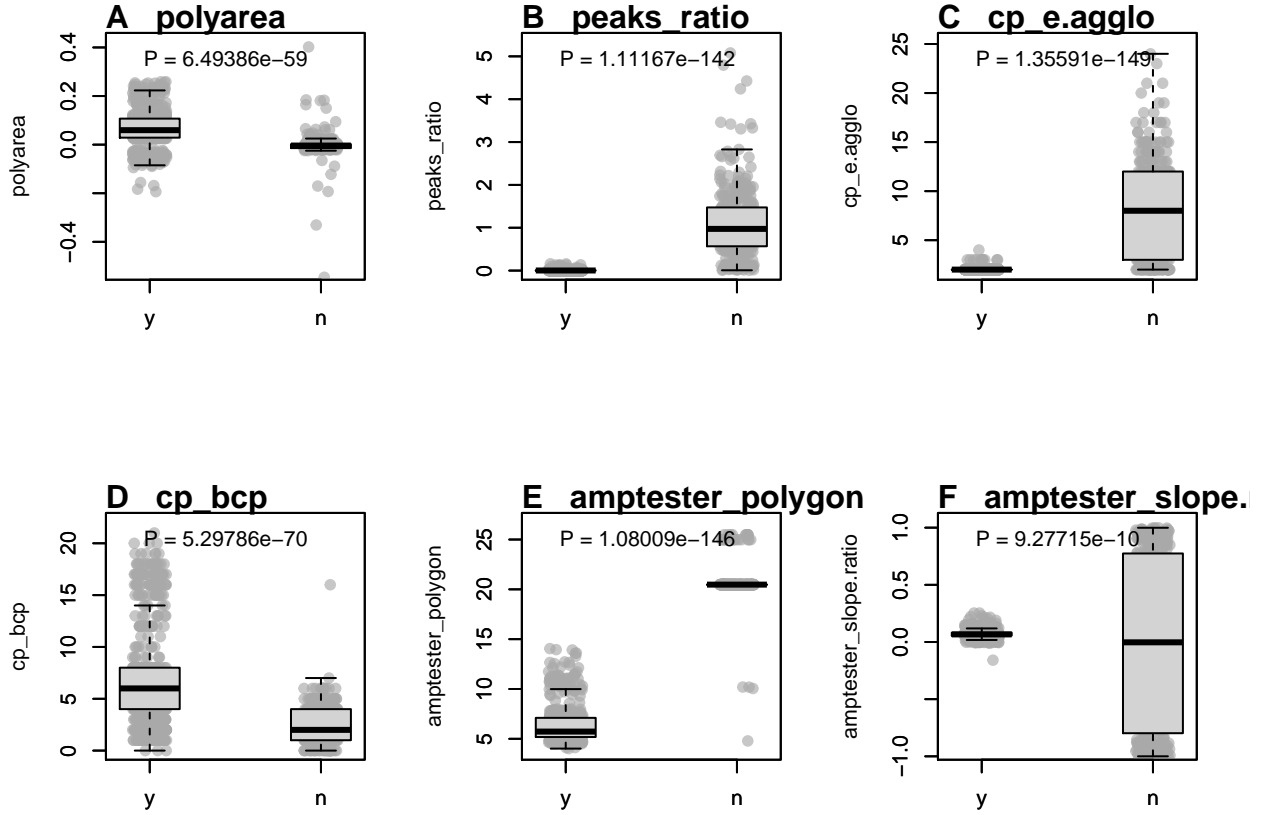 A polyarea
P = 6.49386e−59
polyarea
0.4
0.2
0.0
−0.4
y
n
B peaks_ratio
P = 1.11167e−142
peaks_ratio
5
4
3
2
1
0
y
n
C cp_e.agglo
P = 1.35591e−149
cp_e.agglo
25
20
15
10
5
y
n
D cp_bcp
P = 5.29786e−70
cp_bcp
20
15
10
5
0
y
n
E amptester_polygon
P = 1.08009e−146
amptester_polygon
25
20
15
10
5
y
n
F amptester_slope.
P = 9.27715e−10
amptester_slope.ratio
1.0
0.5
0.0
−1.0
y
n